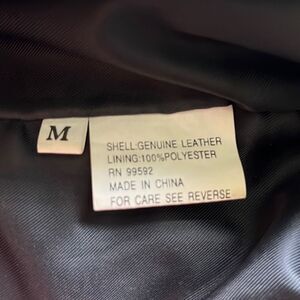 M
SHELL:GENUINE LEATHER
LINING:100%POLYESTER
RN 99592
MADE IN CHINA
FOR CARE SEE REVERSE